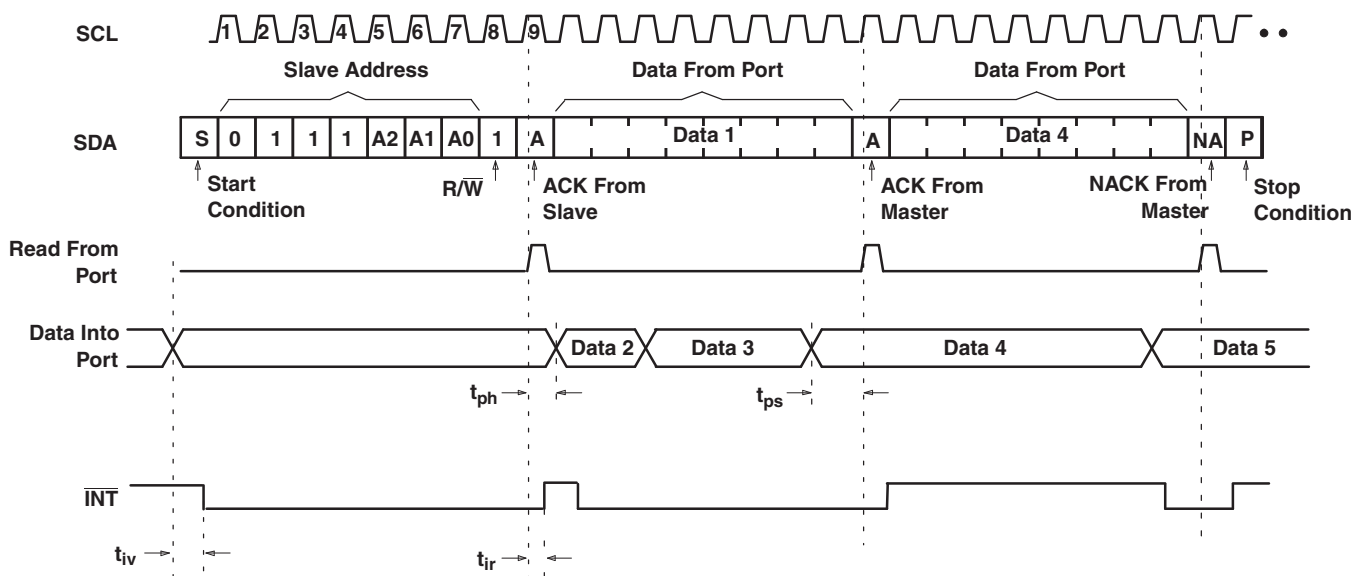 SCL 1 2 3 4 5 6 7 8 9
Slave Address Data From Port Data From Port
SDA S 0 1 1 1 A2 A1 A0 1 A Data 1 A Data 4 NA P
Start Condition
R/W̅
ACK From Slave
ACK From Master
NACK From Master
Stop Condition
Read From Port
Data Into Port
Data 2 Data 3 Data 4 Data 5
tph
tps
I̅N̅T̅
tiv
tir